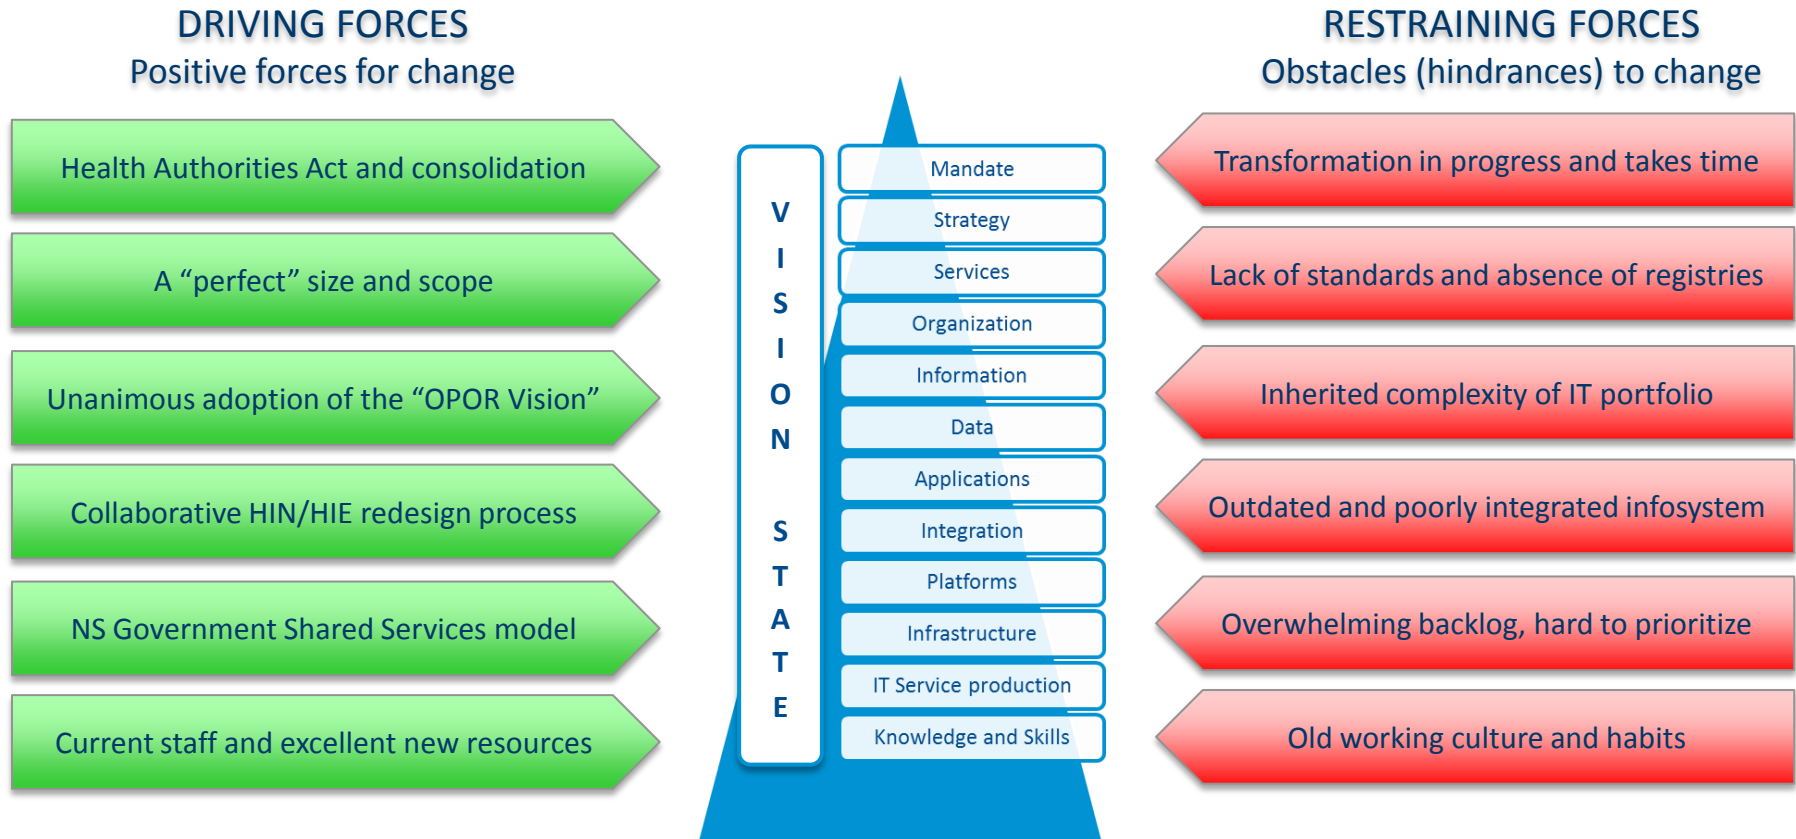 DRIVING FORCES
Positive forces for change
Health Authorities Act and consolidation
A “perfect” size and scope
Unanimous adoption of the “OPOR Vision”
Collaborative HIN/HIE redesign process
NS Government Shared Services model
Current staff and excellent new resources
VISION STATE
Mandate
Strategy
Services
Organization
Information
Data
Applications
Integration
Platforms
Infrastructure
IT Service production
Knowledge and Skills
RESTRAINING FORCES
Obstacles (hindrances) to change
Transformation in progress and takes time
Lack of standards and absence of registries
Inherited complexity of IT portfolio
Outdated and poorly integrated infosystem
Overwhelming backlog, hard to prioritize
Old working culture and habits